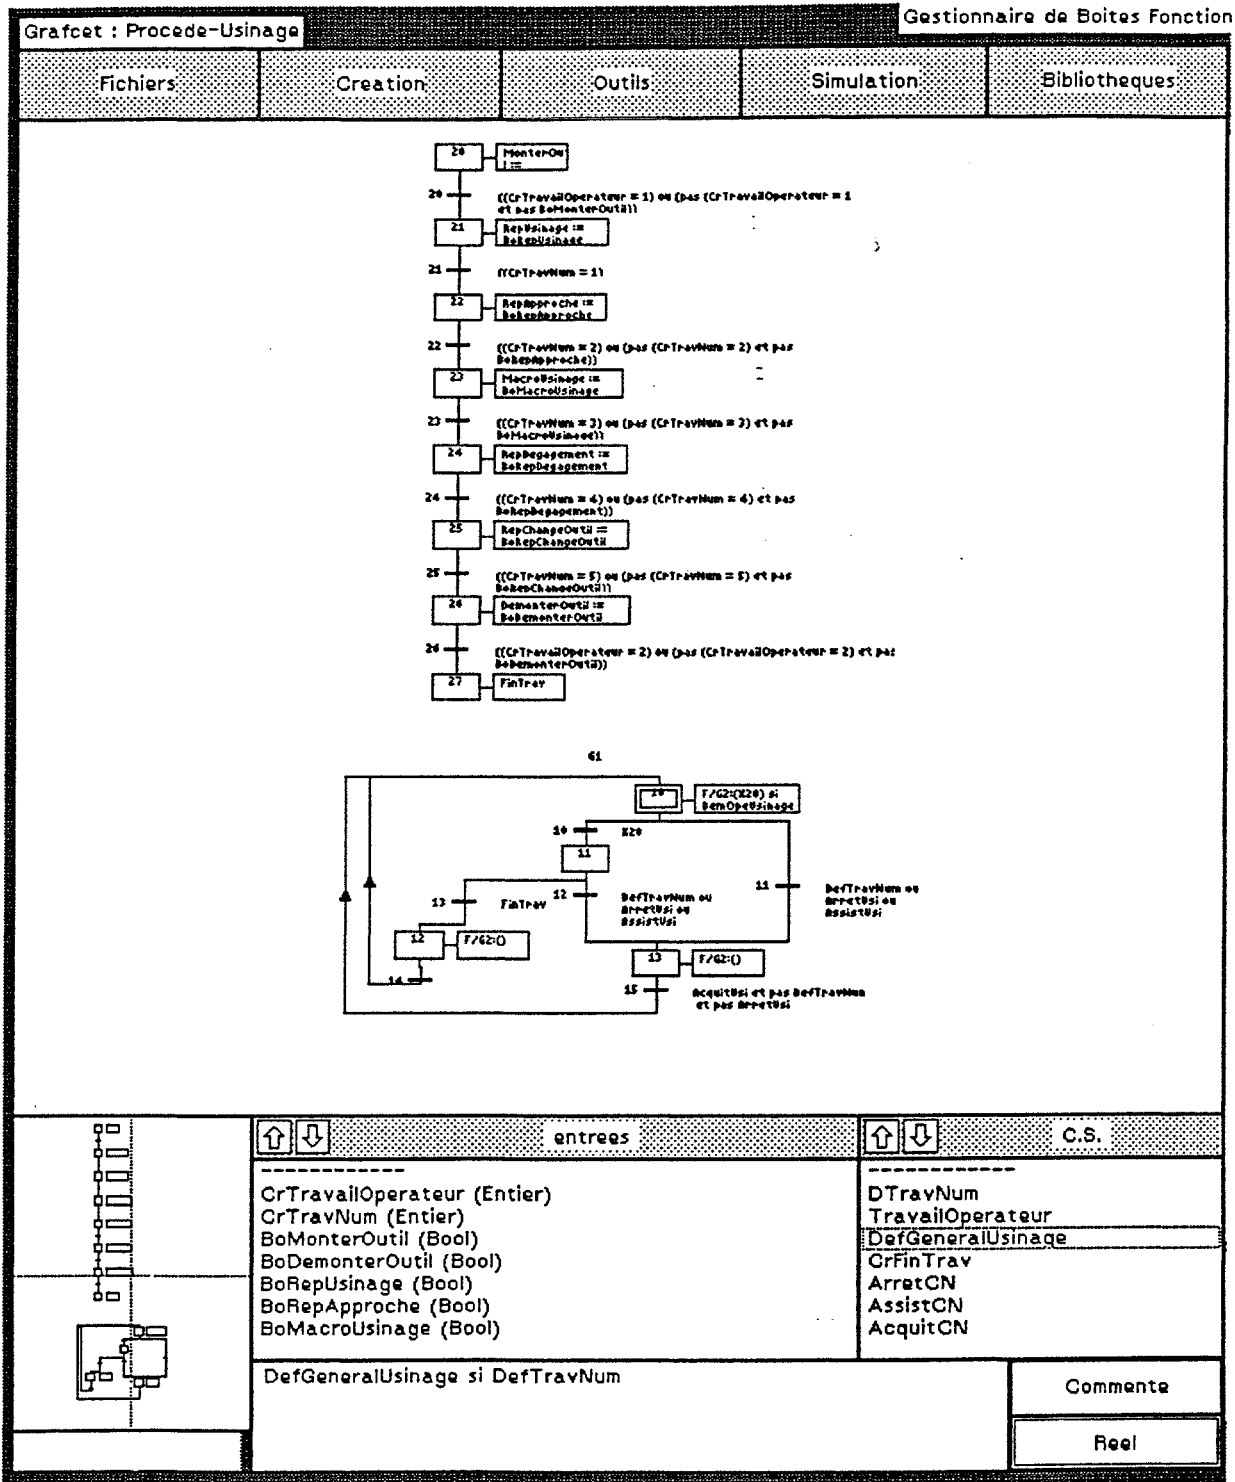 Grafcet : Procede-Usinage
Gestionnaire de Boites Fonction
Fichiers
Creation
Outils
Simulation
Bibliotheques
20
MonterOu
:=
20
((CrTravailOperateur = 1) ou (pas (CrTravailOperateur = 1
et pas BoMonterOutil))
21
RepUsinage :=
BoRepUsinage
21
((CrTravNum = 1)
22
RepApproche :=
BoRepApproche
22
((CrTravNum = 2) ou (pas (CrTravNum = 2) et pas
BoRepApproche))
23
MacroUsinage :=
BoMacroUsinage
23
((CrTravNum = 3) ou (pas (CrTravNum = 3) et pas
BoMacroUsinage))
24
RepDegagement :=
BoRepDegagement
24
((CrTravNum = 4) ou (pas (CrTravNum = 4) et pas
BoRepDegagement))
25
RepChangeOutil :=
BoRepChangeOutil
25
((CrTravNum = 5) ou (pas (CrTravNum = 5) et pas
BoRepChangeOutil))
26
DemonterOutil :=
BoDemonterOutil
26
((CrTravailOperateur = 2) ou (pas (CrTravailOperateur = 2) et pas
BoDemonterOutil))
27
FinTrav
G1
10
F/G2:(X20) si
DemOpeUsinage
10
X20
11
11
DefTravNum ou
ArretUsi ou
AssistUsi
13
FinTrav
12
DefTravNum ou
ArretUsi ou
AssistUsi
12
F/G2:()
13
F/G2:()
14
15
AcquitUsi et pas DefTravNum
et pas ArretUsi
entrees
C.S.
------------
CrTravailOperateur (Entier)
CrTravNum (Entier)
BoMonterOutil (Bool)
BoDemonterOutil (Bool)
BoRepUsinage (Bool)
BoRepApproche (Bool)
BoMacroUsinage (Bool)
------------
DTravNum
TravailOperateur
DefGeneralUsinage
CrFinTrav
ArretCN
AssistCN
AcquitCN
DefGeneralUsinage si DefTravNum
Commente
Reel